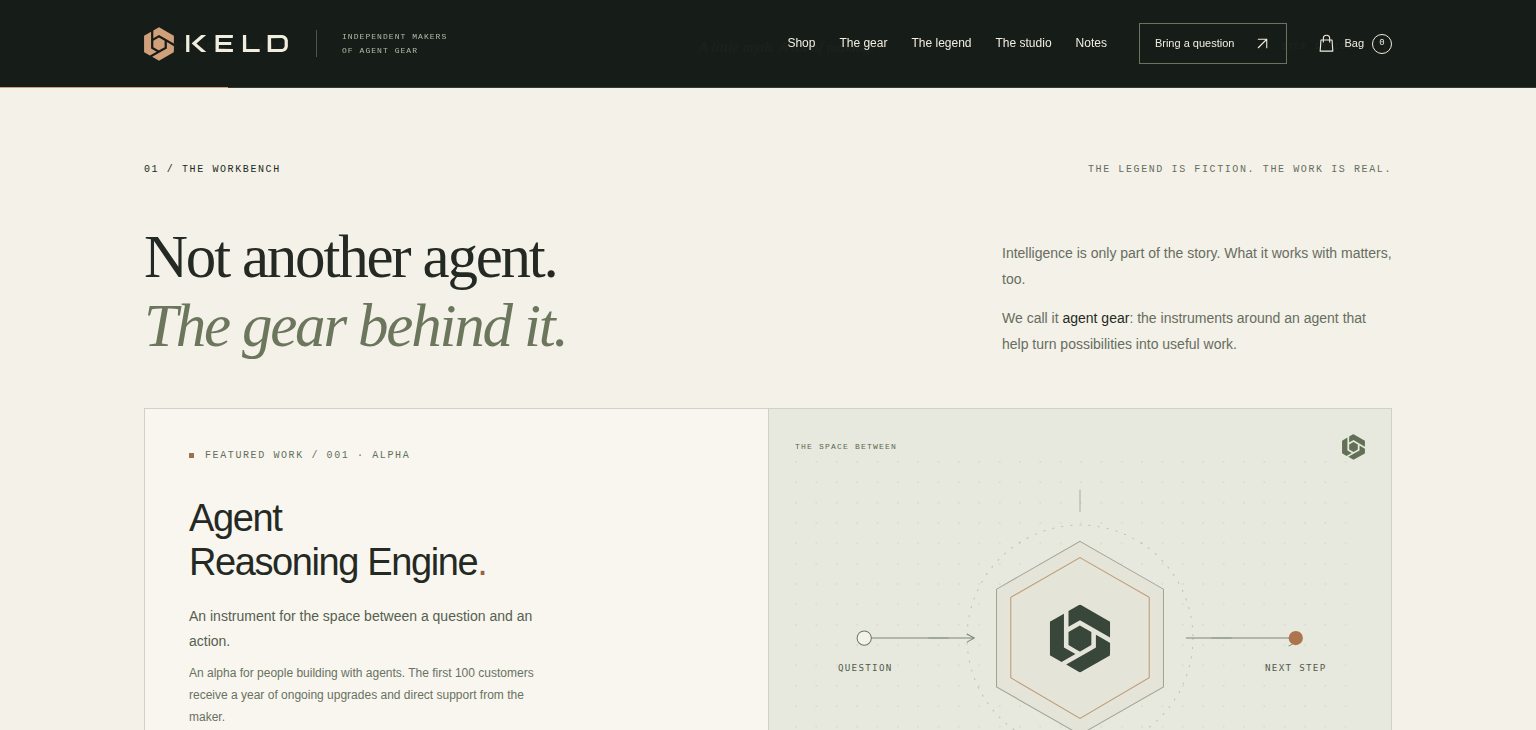 KELD
INDEPENDENT MAKERS
OF AGENT GEAR
Shop
The gear
The legend
The studio
Notes
Bring a question
Bag
0
01 / THE WORKBENCH
THE LEGEND IS FICTION. THE WORK IS REAL.
Not another agent.
The gear behind it.
Intelligence is only part of the story. What it works with matters,
too.
We call it agent gear: the instruments around an agent that
help turn possibilities into useful work.
FEATURED WORK / 001 · ALPHA
Agent
Reasoning Engine.
An instrument for the space between a question and an
action.
An alpha for people building with agents. The first 100 customers
receive a year of ongoing upgrades and direct support from the
maker.
THE SPACE BETWEEN
QUESTION
NEXT STEP